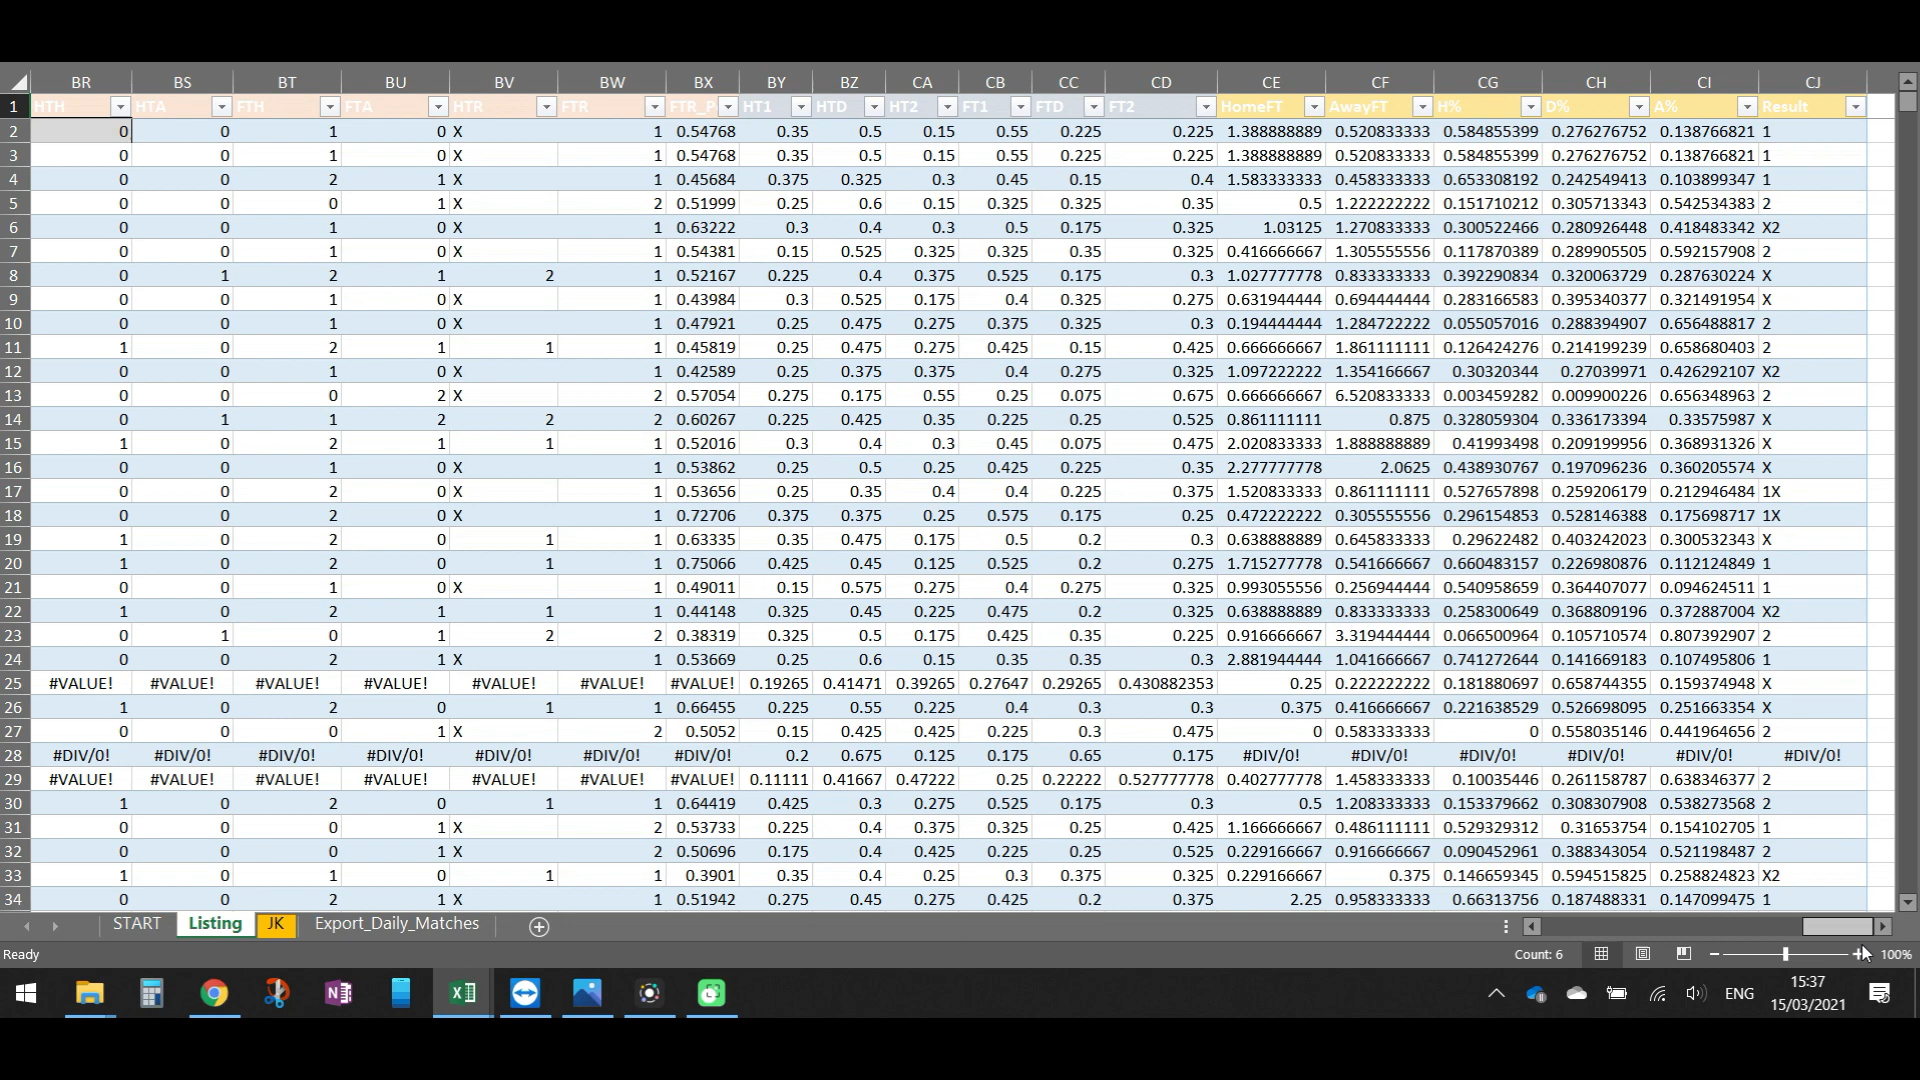 BR BS BT BU BV BW BX BY BZ CA CB CC CD CE CF CG CH CI CJ
1 HTH HTA FTH FTA HTR FTR FTR_P HT1 HTD HT2 FT1 FTD FT2 HomeFT AwayFT H% D% A% Result
2 0 0 1 0 X 1 0.54768 0.35 0.5 0.15 0.55 0.225 0.225 1.388888889 0.520833333 0.584855399 0.276276752 0.138766821 1
3 0 0 1 0 X 1 0.54768 0.35 0.5 0.15 0.55 0.225 0.225 1.388888889 0.520833333 0.584855399 0.276276752 0.138766821 1
4 0 0 2 1 X 1 0.45684 0.375 0.325 0.3 0.45 0.15 0.4 1.583333333 0.458333333 0.653308192 0.242549413 0.103899347 1
5 0 0 0 1 X 2 0.51999 0.25 0.6 0.15 0.325 0.325 0.35 0.5 1.222222222 0.151710212 0.305713343 0.542534383 2
6 0 0 1 0 X 1 0.63222 0.3 0.4 0.3 0.5 0.175 0.325 1.03125 1.270833333 0.300522466 0.280926448 0.418483342 X2
7 0 0 1 0 X 1 0.54381 0.15 0.525 0.325 0.325 0.35 0.325 0.416666667 1.305555556 0.117870389 0.289905505 0.592157908 2
8 0 1 2 1 2 1 0.52167 0.225 0.4 0.375 0.525 0.175 0.3 1.027777778 0.833333333 0.392290834 0.320063729 0.287630224 X
9 0 0 1 0 X 1 0.43984 0.3 0.525 0.175 0.4 0.325 0.275 0.631944444 0.694444444 0.283166583 0.395340377 0.321491954 X
10 0 0 1 0 X 1 0.47921 0.25 0.475 0.275 0.375 0.325 0.3 0.194444444 1.284722222 0.055057016 0.288394907 0.656488817 2
11 1 0 2 1 1 1 0.45819 0.25 0.475 0.275 0.425 0.15 0.425 0.666666667 1.861111111 0.126424276 0.214199239 0.658680403 2
12 0 0 1 0 X 1 0.42589 0.25 0.375 0.375 0.4 0.275 0.325 1.097222222 1.354166667 0.30320344 0.27039971 0.426292107 X2
13 0 0 0 2 X 2 0.57054 0.275 0.175 0.55 0.25 0.075 0.675 0.666666667 6.520833333 0.003459282 0.009900226 0.656348963 2
14 0 1 1 2 2 2 0.60267 0.225 0.425 0.35 0.225 0.25 0.525 0.861111111 0.875 0.328059304 0.336173394 0.33575987 X
15 1 0 2 1 1 1 0.52016 0.3 0.4 0.3 0.45 0.075 0.475 2.020833333 1.888888889 0.41993498 0.209199956 0.368931326 X
16 0 0 1 0 X 1 0.53862 0.25 0.5 0.25 0.425 0.225 0.35 2.277777778 2.0625 0.438930767 0.197096236 0.360205574 X
17 0 0 2 0 X 1 0.53656 0.25 0.35 0.4 0.4 0.225 0.375 1.520833333 0.861111111 0.527657898 0.259206179 0.212946484 1X
18 0 0 2 0 X 1 0.72706 0.375 0.375 0.25 0.575 0.175 0.25 0.472222222 0.305555556 0.296154853 0.528146388 0.175698717 1X
19 1 0 2 0 1 1 0.63335 0.35 0.475 0.175 0.5 0.2 0.3 0.638888889 0.645833333 0.29622482 0.403242023 0.300532343 X
20 1 0 2 0 1 1 0.75066 0.425 0.45 0.125 0.525 0.2 0.275 1.715277778 0.541666667 0.660483157 0.226980876 0.112124849 1
21 0 0 1 0 X 1 0.49011 0.15 0.575 0.275 0.4 0.275 0.325 0.993055556 0.256944444 0.540958659 0.364407077 0.094624511 1
22 1 0 2 1 1 1 0.44148 0.325 0.45 0.225 0.475 0.2 0.325 0.638888889 0.833333333 0.258300649 0.368809196 0.372887004 X2
23 0 1 0 1 2 2 0.38319 0.325 0.5 0.175 0.425 0.35 0.225 0.916666667 3.319444444 0.066500964 0.105710574 0.807392907 2
24 0 0 2 1 X 1 0.53669 0.25 0.6 0.15 0.35 0.35 0.3 2.881944444 1.041666667 0.741272644 0.141669183 0.107495806 1
25 #VALUE! #VALUE! #VALUE! #VALUE! #VALUE! #VALUE! #VALUE! 0.19265 0.41471 0.39265 0.27647 0.29265 0.430882353 0.25 0.222222222 0.181880697 0.658744355 0.159374948 X
26 1 0 2 0 1 1 0.66455 0.225 0.55 0.225 0.4 0.3 0.3 0.375 0.416666667 0.221638529 0.526698095 0.251663354 X
27 0 0 0 1 X 2 0.5052 0.15 0.425 0.425 0.225 0.3 0.475 0 0.583333333 0 0.558035146 0.441964656 2
28 #DIV/0! #DIV/0! #DIV/0! #DIV/0! #DIV/0! #DIV/0! #DIV/0! 0.2 0.675 0.125 0.175 0.65 0.175 #DIV/0! #DIV/0! #DIV/0! #DIV/0! #DIV/0! #DIV/0!
29 #VALUE! #VALUE! #VALUE! #VALUE! #VALUE! #VALUE! #VALUE! 0.11111 0.41667 0.47222 0.25 0.22222 0.527777778 0.402777778 1.458333333 0.10035446 0.261158787 0.638346377 2
30 1 0 2 0 1 1 0.64419 0.425 0.3 0.275 0.525 0.175 0.3 0.5 1.208333333 0.153379662 0.308307908 0.538273568 2
31 0 0 0 1 X 2 0.53733 0.225 0.4 0.375 0.325 0.25 0.425 1.166666667 0.486111111 0.529329312 0.31653754 0.154102705 1
32 0 0 0 1 X 2 0.50696 0.175 0.4 0.425 0.225 0.25 0.525 0.229166667 0.916666667 0.090452961 0.388343054 0.521198487 2
33 1 0 1 0 1 1 0.3901 0.35 0.4 0.25 0.3 0.375 0.325 0.229166667 0.375 0.146659345 0.594515825 0.258824823 X2
34 0 0 2 1 X 1 0.51942 0.275 0.45 0.275 0.425 0.2 0.375 2.25 0.958333333 0.66313756 0.187488331 0.147099475 1
START Listing JK Export_Daily_Matches
Ready Count: 6 100%
15:37
ENG
15/03/2021